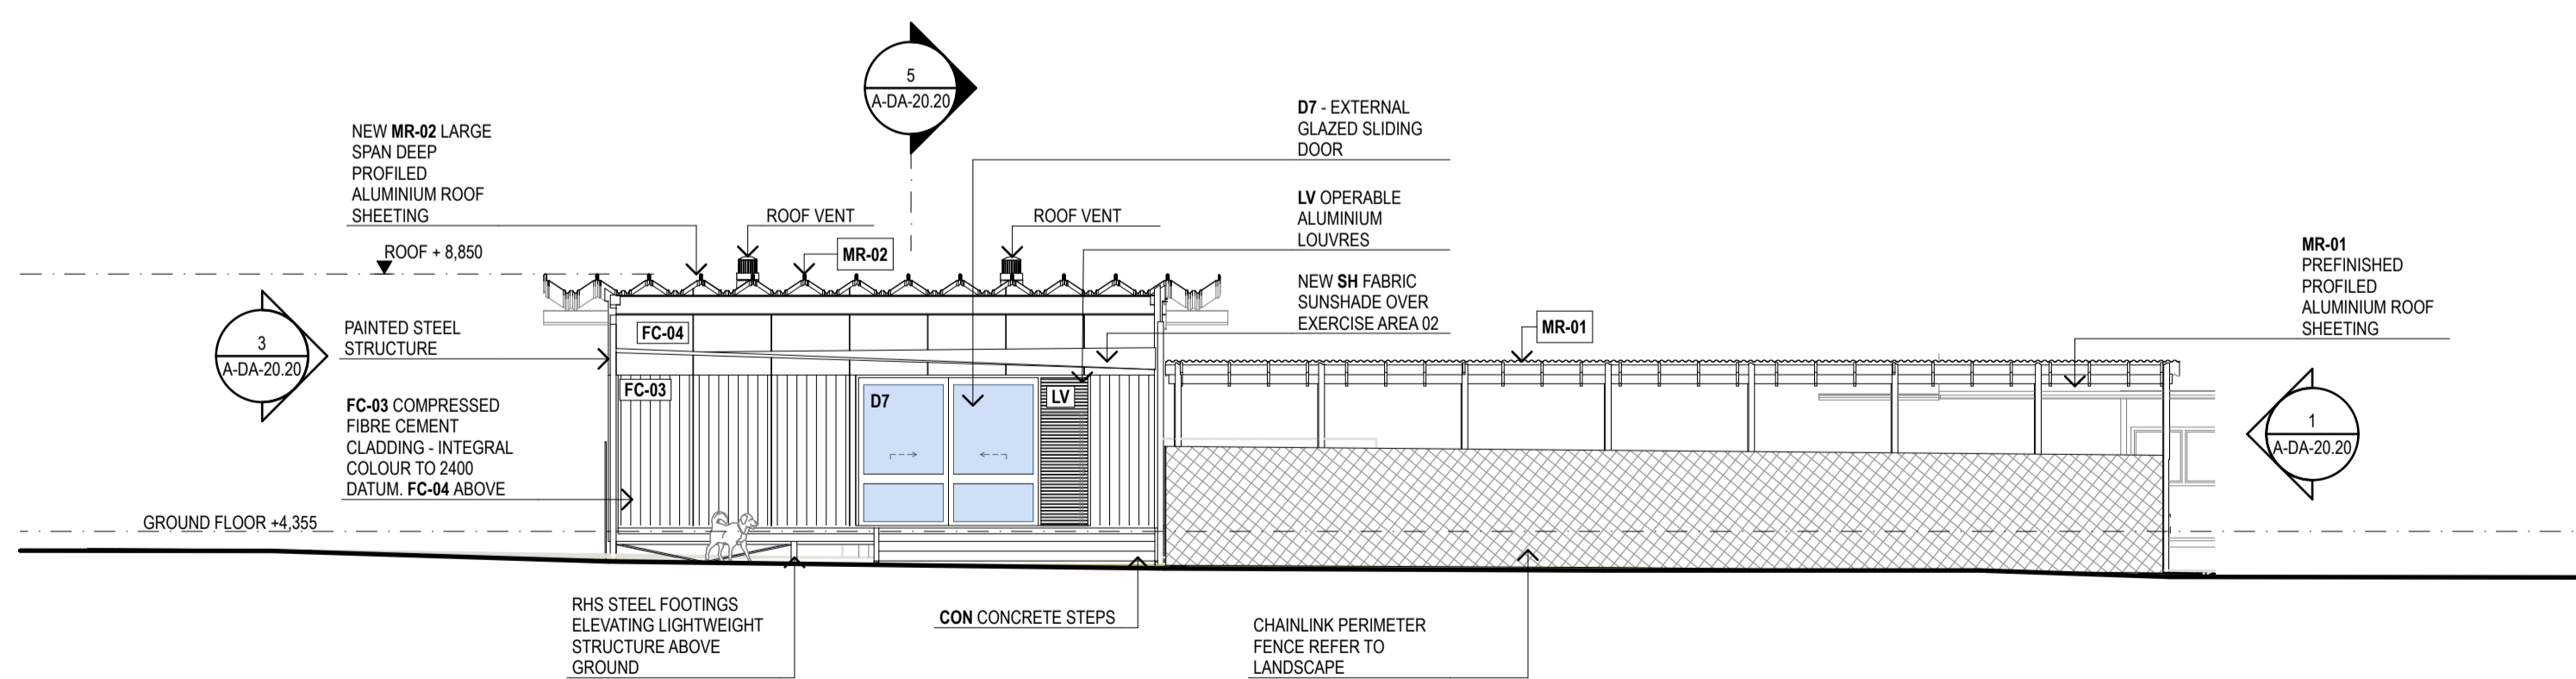 5
A-DA-20.20
NEW MR-02 LARGE
SPAN DEEP
PROFILED
ALUMINIUM ROOF
SHEETING
ROOF VENT
ROOF VENT
D7 - EXTERNAL
GLAZED SLIDING
DOOR
LV OPERABLE
ALUMINIUM
LOUVRES
NEW SH FABRIC
SUNSHADE OVER
EXERCISE AREA 02
MR-01
PREFINISHED
PROFILED
ALUMINIUM ROOF
SHEETING
ROOF + 8,850
MR-02
MR-01
3
A-DA-20.20
PAINTED STEEL
STRUCTURE
FC-04
FC-03
D7
LV
FC-03 COMPRESSED
FIBRE CEMENT
CLADDING - INTEGRAL
COLOUR TO 2400
DATUM. FC-04 ABOVE
1
A-DA-20.20
GROUND FLOOR +4,355
RHS STEEL FOOTINGS
ELEVATING LIGHTWEIGHT
STRUCTURE ABOVE
GROUND
CON CONCRETE STEPS
CHAINLINK PERIMETER
FENCE REFER TO
LANDSCAPE